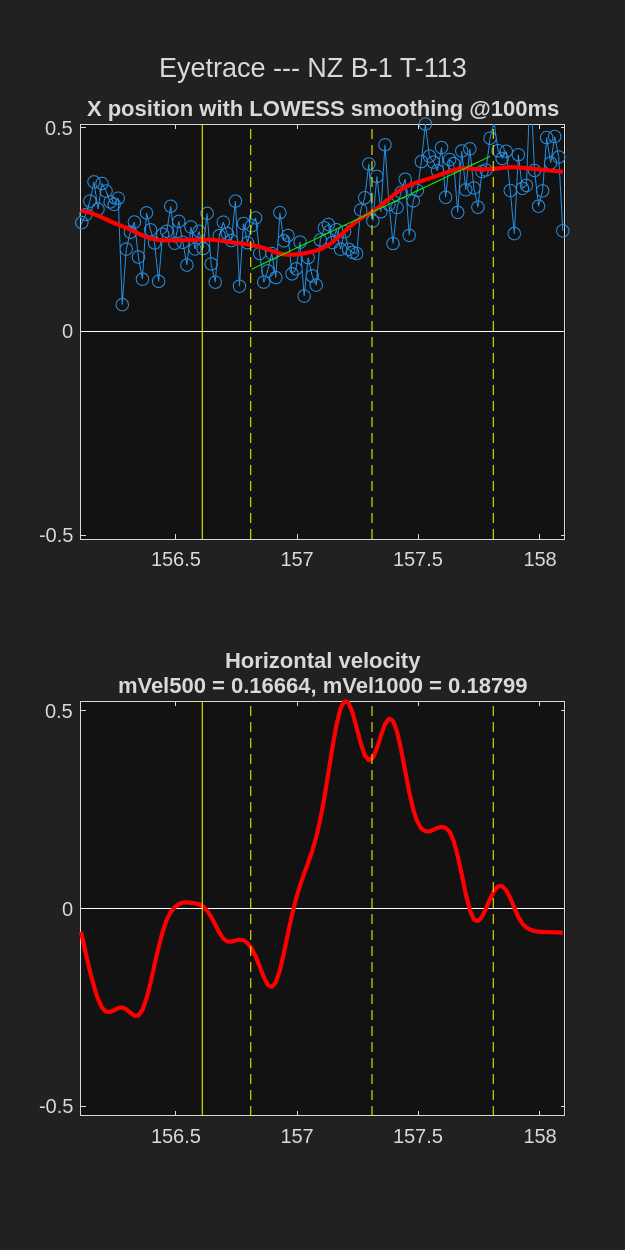 Eyetrace --- NZ B-1 T-113
X position with LOWESS smoothing @100ms
0.5
0
-0.5
156.5 157 157.5 158
Horizontal velocity
mVel500 = 0.16664, mVel1000 = 0.18799
0.5
0
-0.5
156.5 157 157.5 158